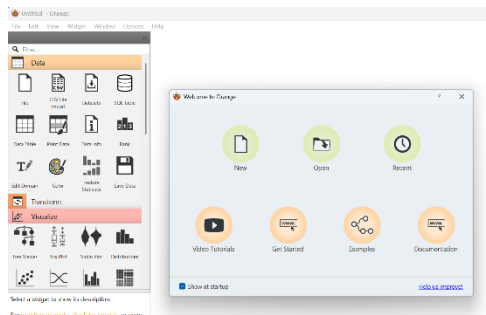 Untitled - Orange
File Edit View Widget Window Options Help
Filter...
Data
File CSV File Import Datasets SQL Table
Data Table Paint Data Data Info Rank
Edit Domain Color Feature Statistics Save Data
Transform
Visualize
Tree Viewer Box Plot Violin Plot Distributions
Select a widget to show its description.
Welcome to Orange
? X
New Open Recent
Video Tutorials Get Started Examples Documentation
Show at startup
Help us improve!